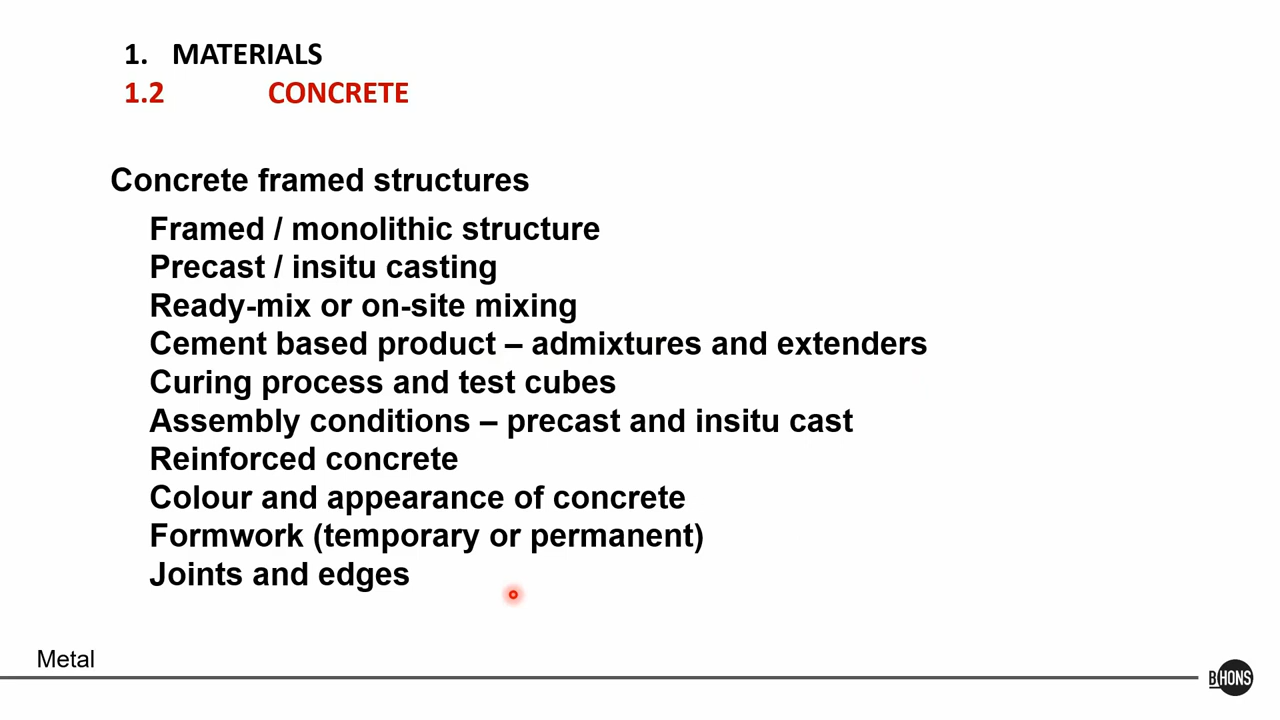 1. MATERIALS
1.2 CONCRETE
Concrete framed structures
Framed / monolithic structure
Precast / insitu casting
Ready-mix or on-site mixing
Cement based product – admixtures and extenders
Curing process and test cubes
Assembly conditions – precast and insitu cast
Reinforced concrete
Colour and appearance of concrete
Formwork (temporary or permanent)
Joints and edges
Metal
B(HONS